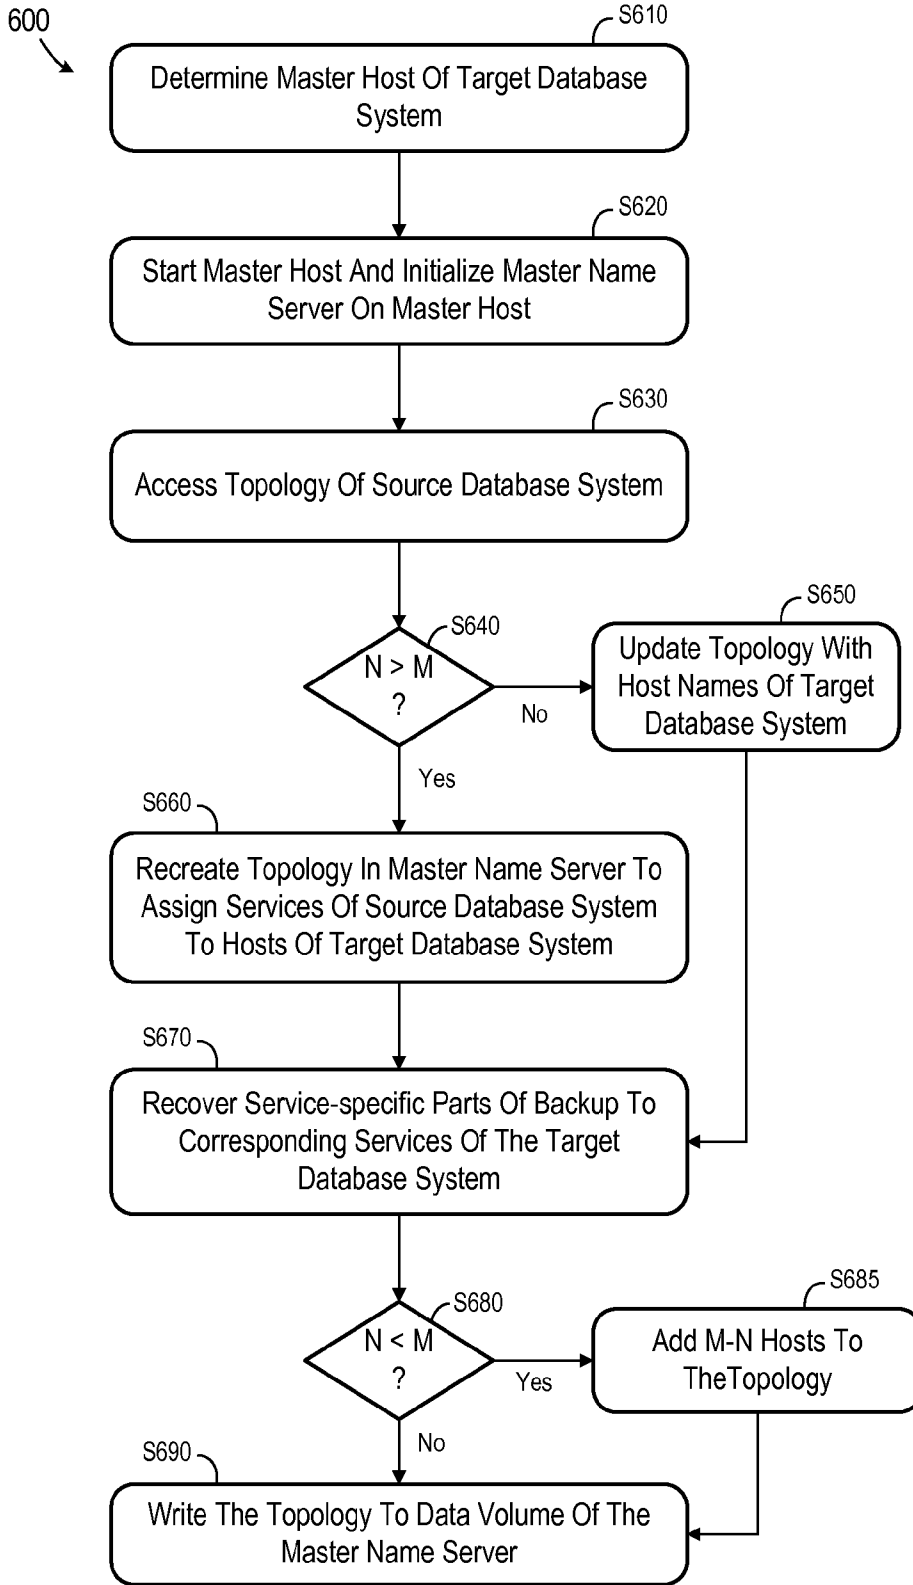 600
S610
Determine Master Host Of Target Database
System
S620
Start Master Host And Initialize Master Name
Server On Master Host
S630
Access Topology Of Source Database System
S640
N > M
?
No
Yes
S650
Update Topology With
Host Names Of Target
Database System
S660
Recreate Topology In Master Name Server To
Assign Services Of Source Database System
To Hosts Of Target Database System
S670
Recover Service-specific Parts Of Backup To
Corresponding Services Of The Target
Database System
S680
N < M
?
Yes
No
S685
Add M-N Hosts To
TheTopology
S690
Write The Topology To Data Volume Of The
Master Name Server